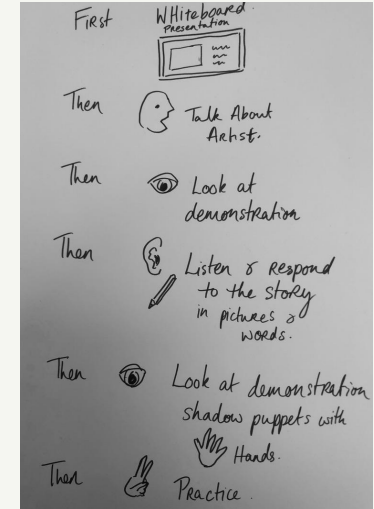 First WHiteboard.
Presentation
Then Talk About
Artist.
Then Look at
demonstration
Then Listen & Respond
to the Story
in pictures &
words.
Then Look at demonstration
shadow puppets with
Hands.
Then Practice.